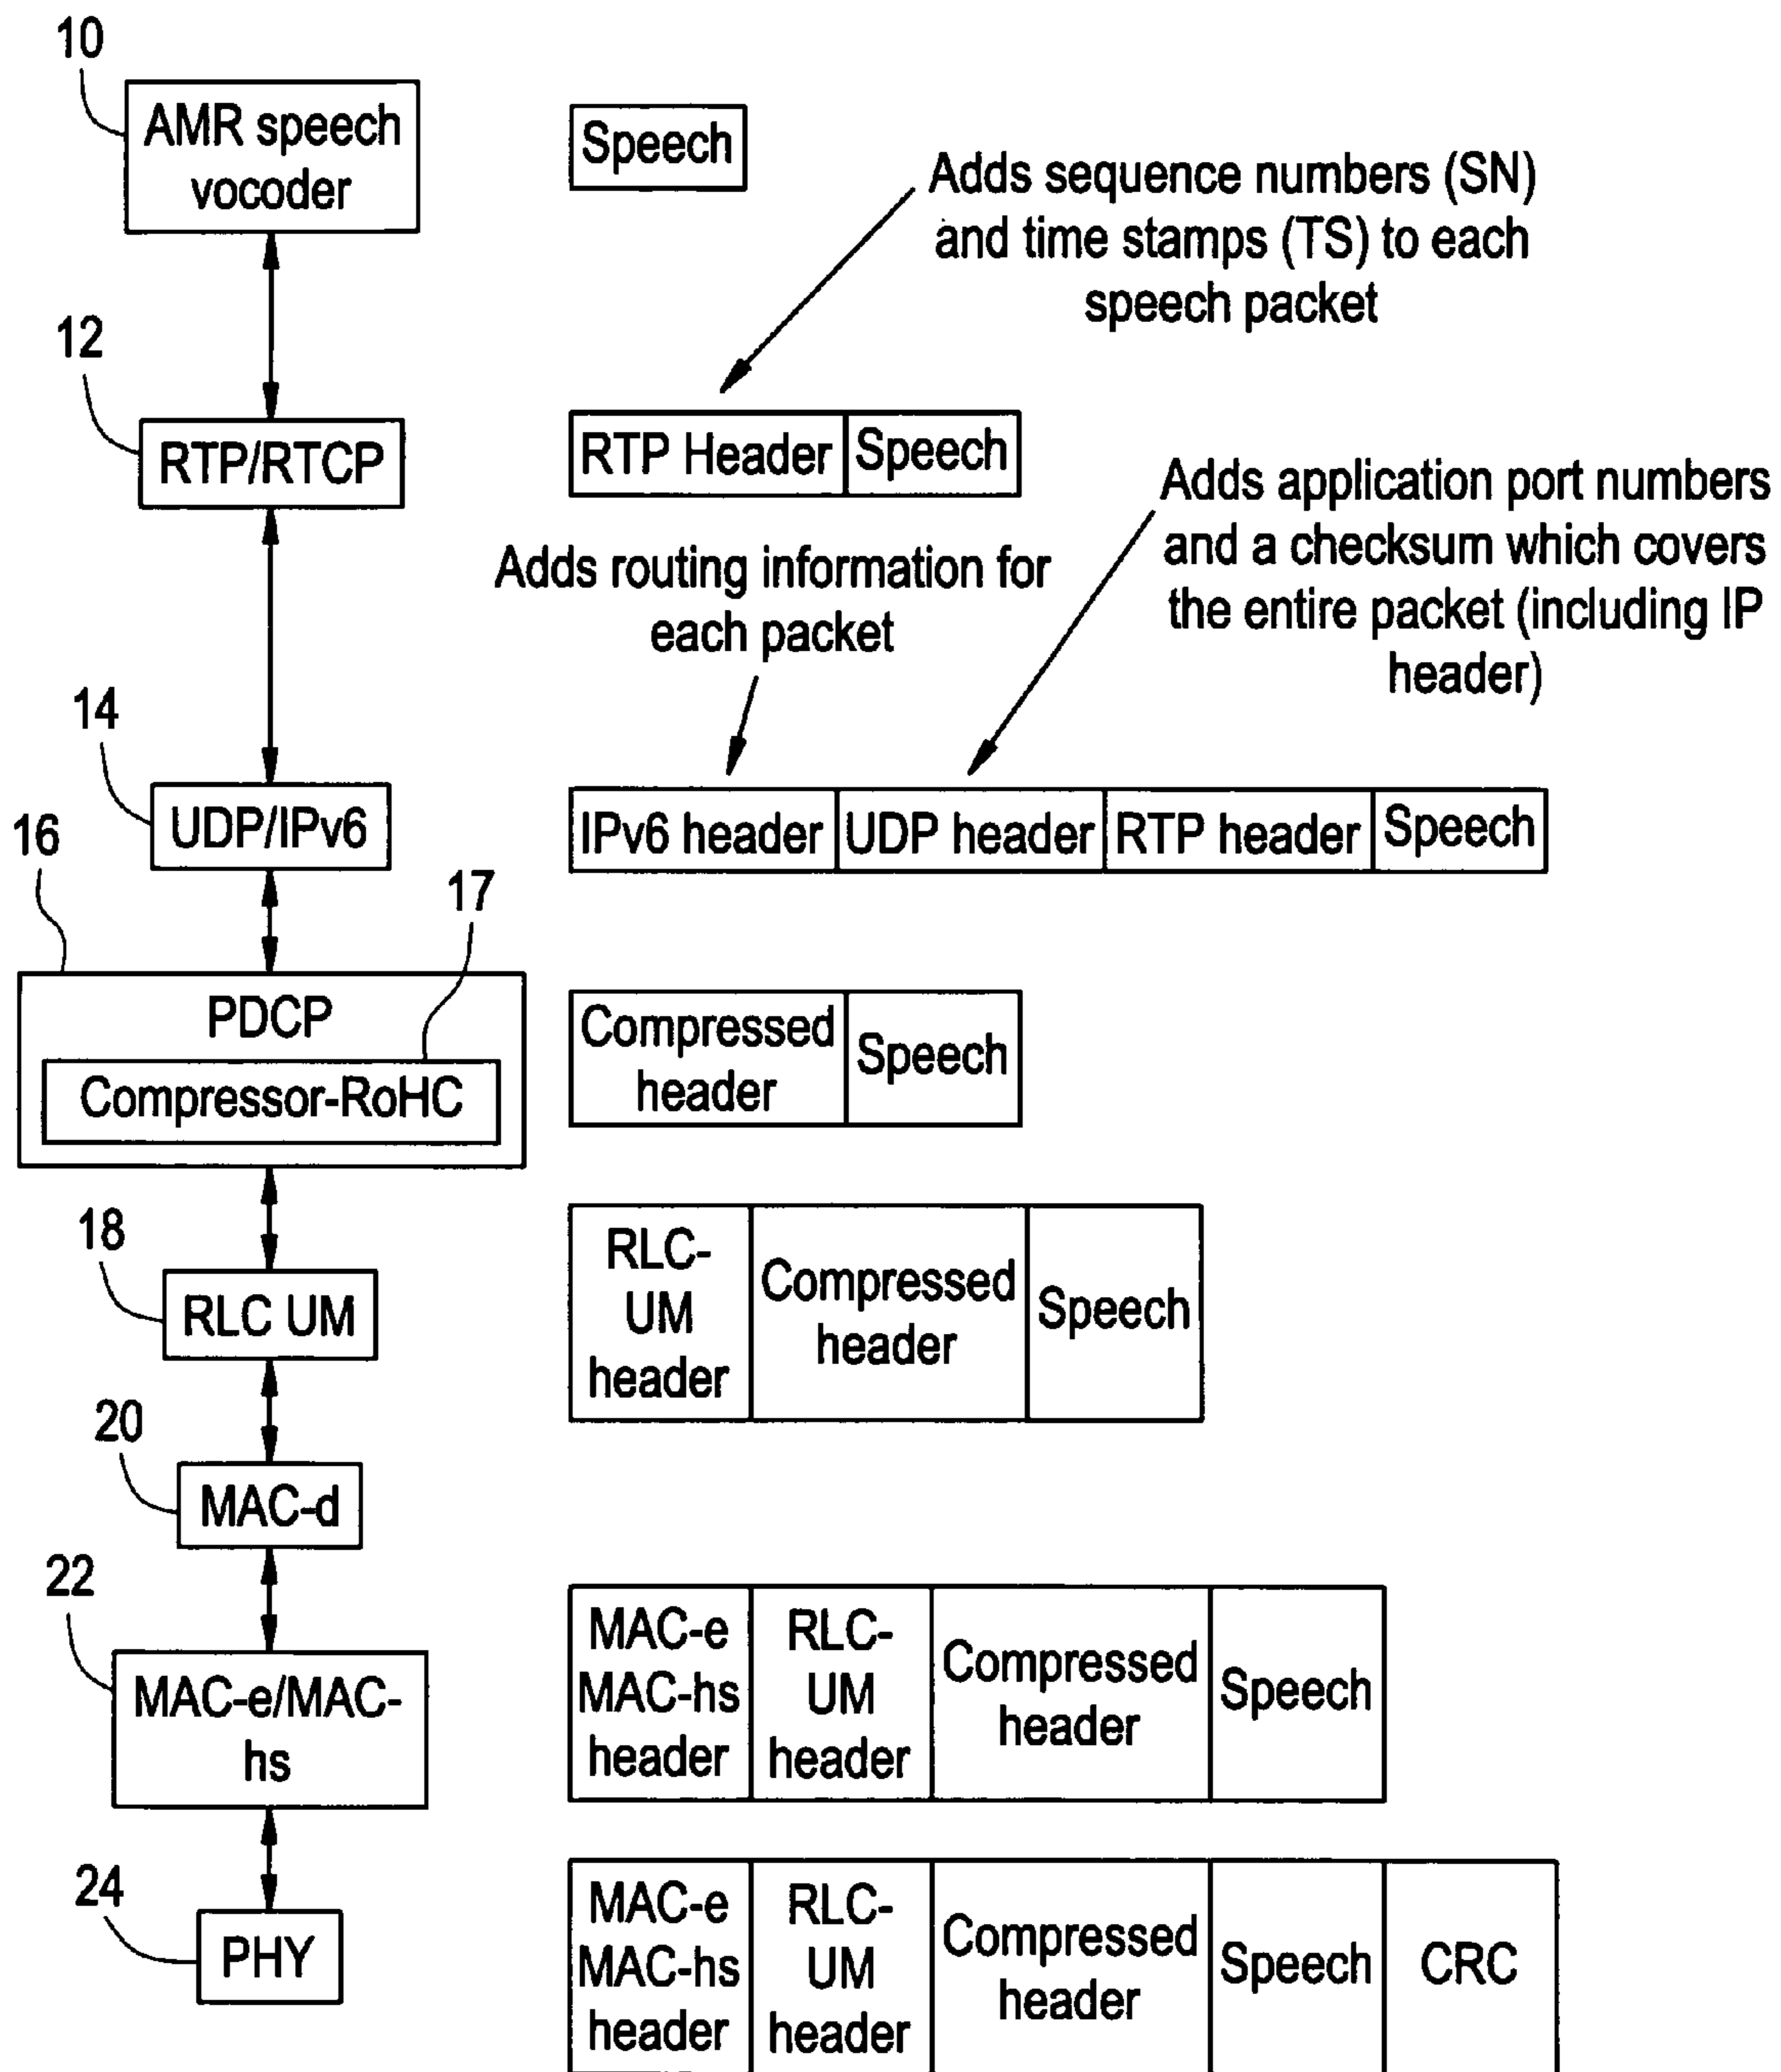 10
AMR speech
vocoder
Speech
Adds sequence numbers (SN)
and time stamps (TS) to each
speech packet
12
RTP/RTCP
RTP Header Speech
Adds application port numbers
and a checksum which covers
the entire packet (including IP
header)
Adds routing information for
each packet
14
UDP/IPv6
IPv6 header UDP header RTP header Speech
16
17
PDCP
Compressor-RoHC
Compressed
header
Speech
18
RLC UM
RLC-
UM
header
Compressed
header
Speech
20
MAC-d
22
MAC-e/MAC-
hs
MAC-e
MAC-hs
header
RLC-
UM
header
Compressed
header
Speech
24
PHY
MAC-e
MAC-hs
header
RLC-
UM
header
Compressed
header
Speech
CRC